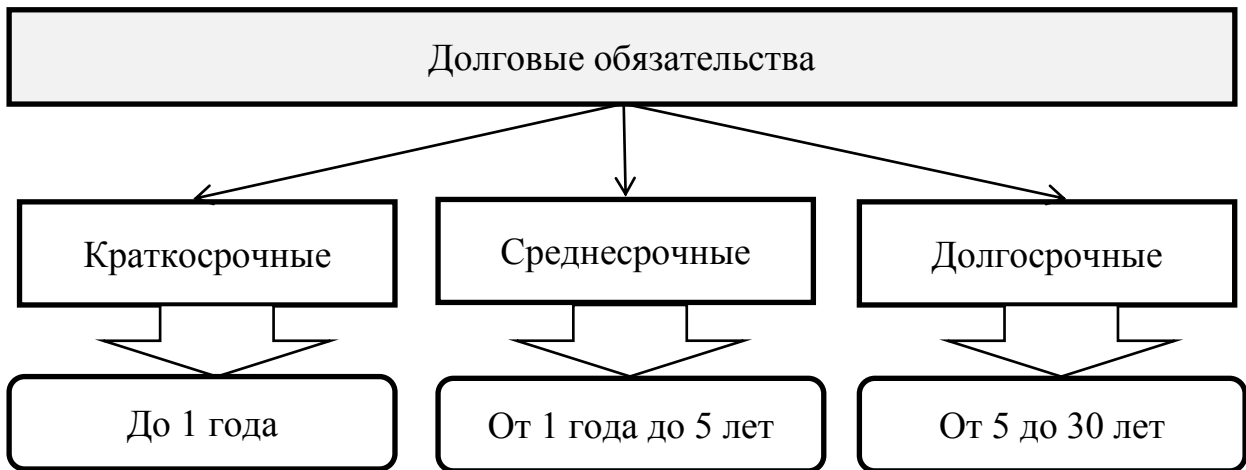 Долговые обязательства
Краткосрочные
Среднесрочные
Долгосрочные
До 1 года
От 1 года до 5 лет
От 5 до 30 лет